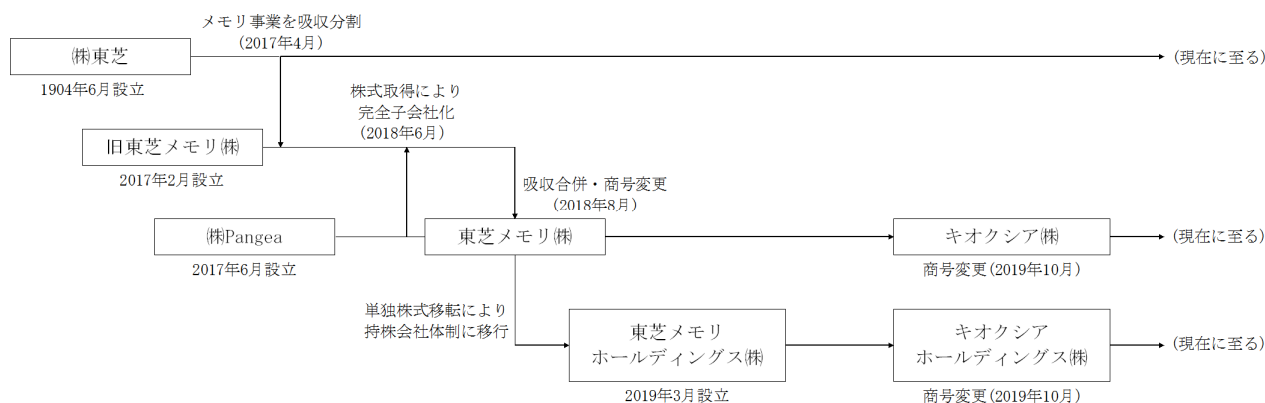 メモリ事業を吸収分割
(2017年4月)
㈱東芝
(現在に至る)
1904年6月設立
株式取得により
完全子会社化
(2018年6月)
旧東芝メモリ㈱
2017年2月設立
吸収合併・商号変更
(2018年8月)
㈱Pangea
東芝メモリ㈱
キオクシア㈱
(現在に至る)
2017年6月設立
商号変更(2019年10月)
単独株式移転により
持株会社体制に移行
東芝メモリ
ホールディングス㈱
キオクシア
ホールディングス㈱
(現在に至る)
2019年3月設立
商号変更(2019年10月)